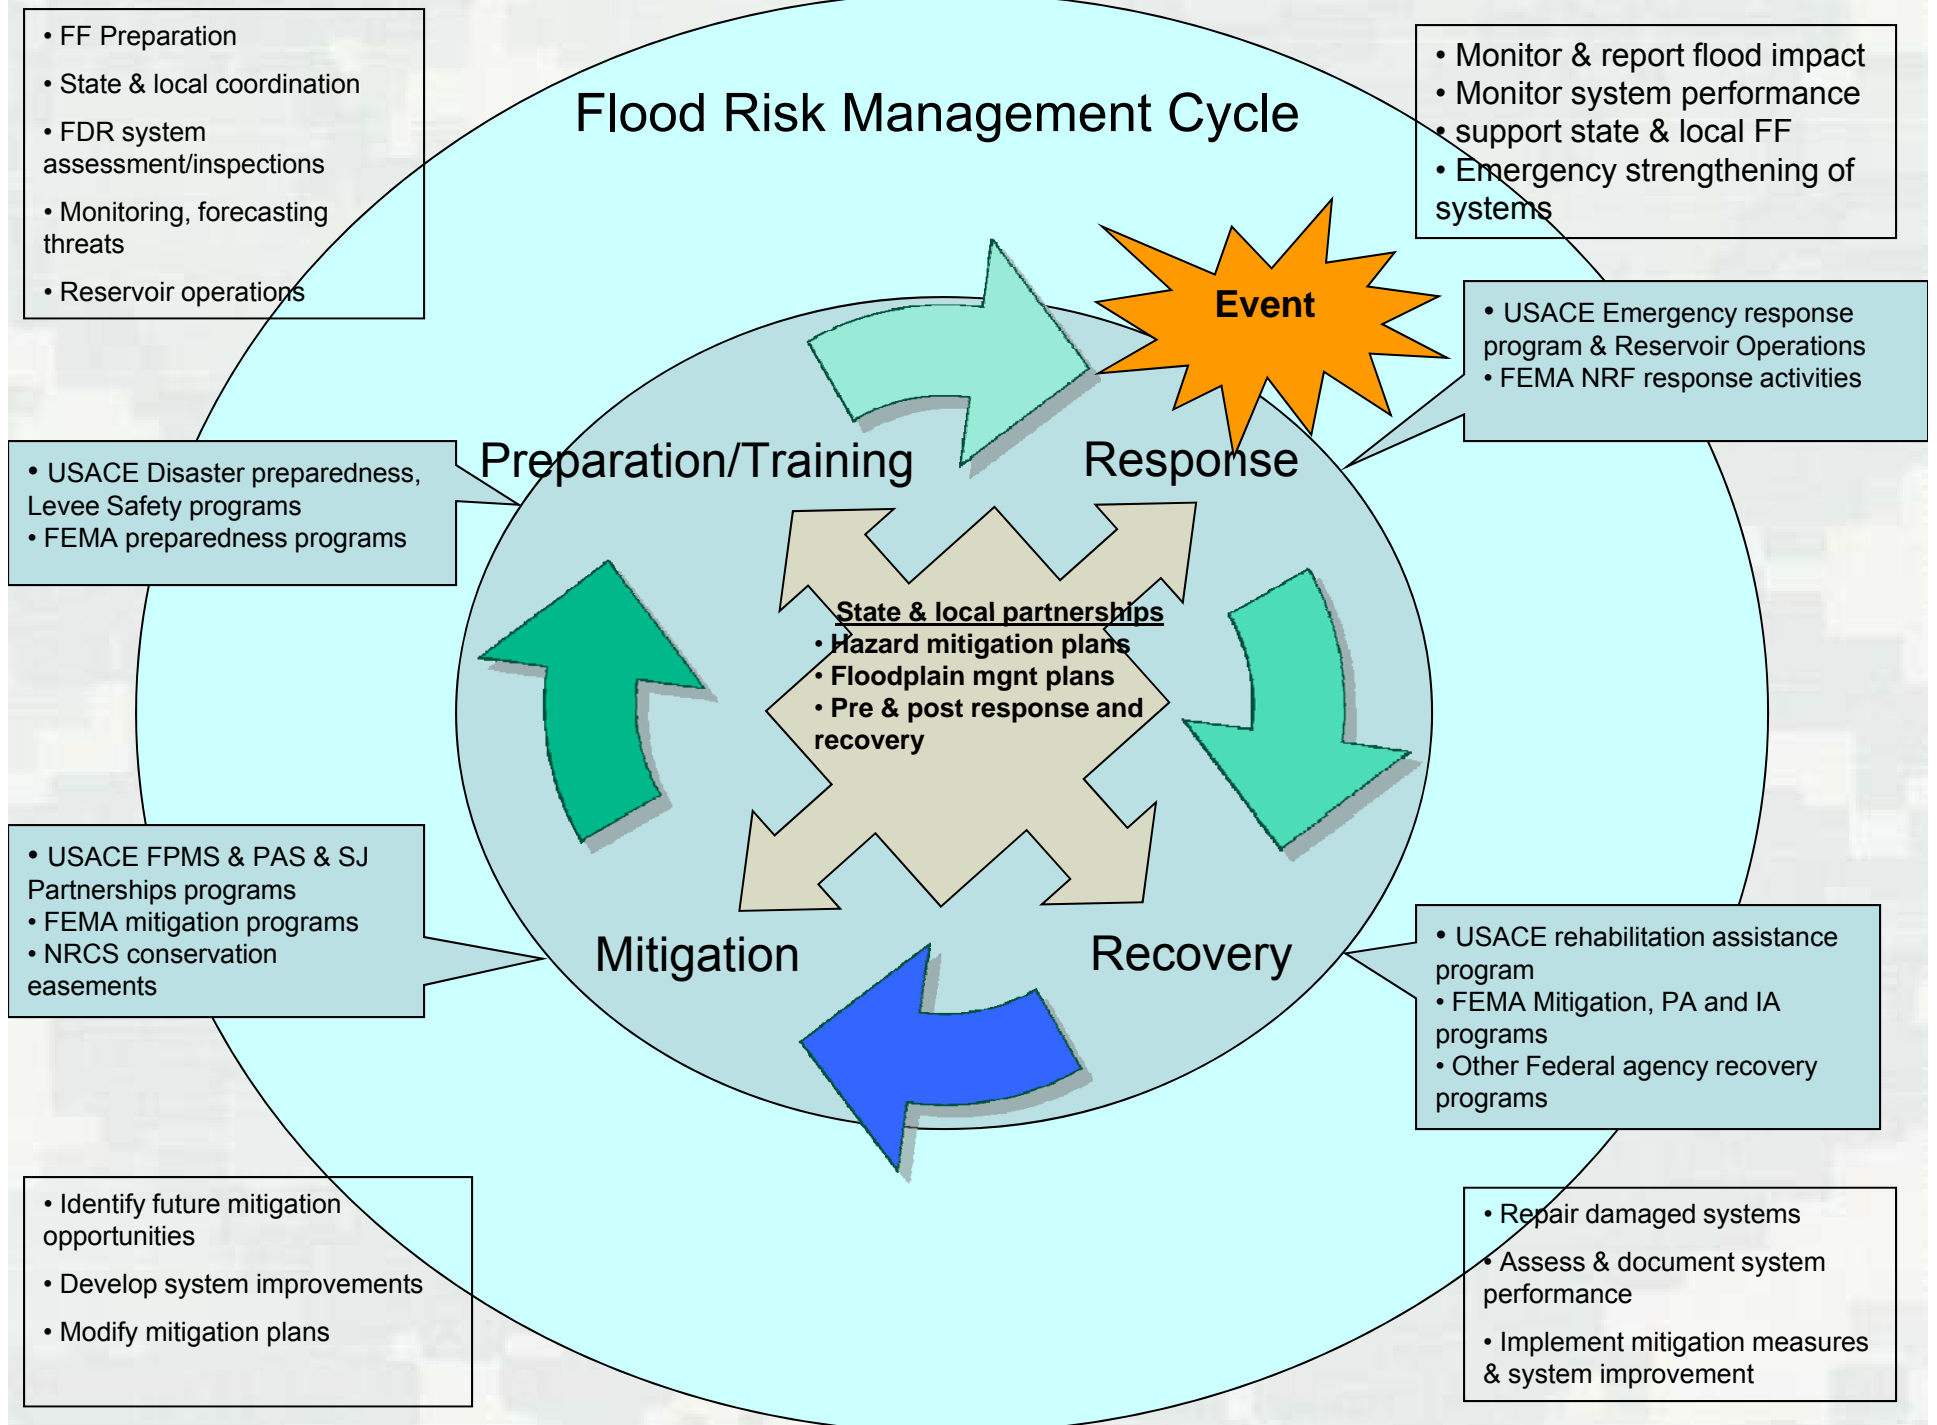 • FF Preparation
• State & local coordination
• FDR system
assessment/inspections
• Monitoring, forecasting
threats
• Reservoir operations
Flood Risk Management Cycle
• Monitor & report flood impact
• Monitor system performance
• support state & local FF
• Emergency strengthening of
systems
Event
• USACE Emergency response
program & Reservoir Operations
• FEMA NRF response activities
• USACE Disaster preparedness,
Levee Safety programs
• FEMA preparedness programs
Preparation/Training
Response
State & local partnerships
• Hazard mitigation plans
• Floodplain mgnt plans
• Pre & post response and
recovery
• USACE FPMS & PAS & SJ
Partnerships programs
• FEMA mitigation programs
• NRCS conservation
easements
Mitigation
Recovery
• USACE rehabilitation assistance
program
• FEMA Mitigation, PA and IA
programs
• Other Federal agency recovery
programs
• Identify future mitigation
opportunities
• Develop system improvements
• Modify mitigation plans
• Repair damaged systems
• Assess & document system
performance
• Implement mitigation measures
& system improvement